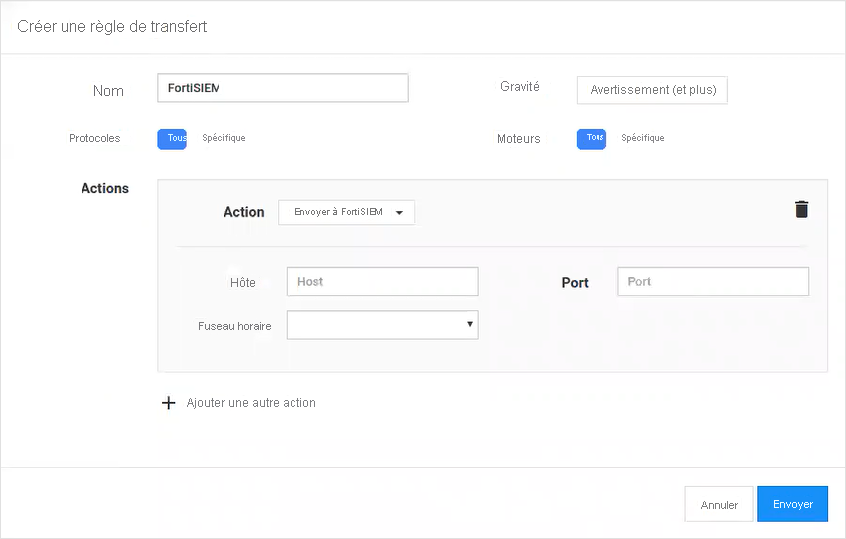 Créer une règle de transfert
Nom FortiSIEM Gravité Avertissement (et plus)
Protocoles Tous Spécifique Moteurs Tous Spécifique
Actions
Action Envoyer à FortiSIEM
Hôte Host Port Port
Fuseau horaire
Ajouter une autre action
Annuler Envoyer